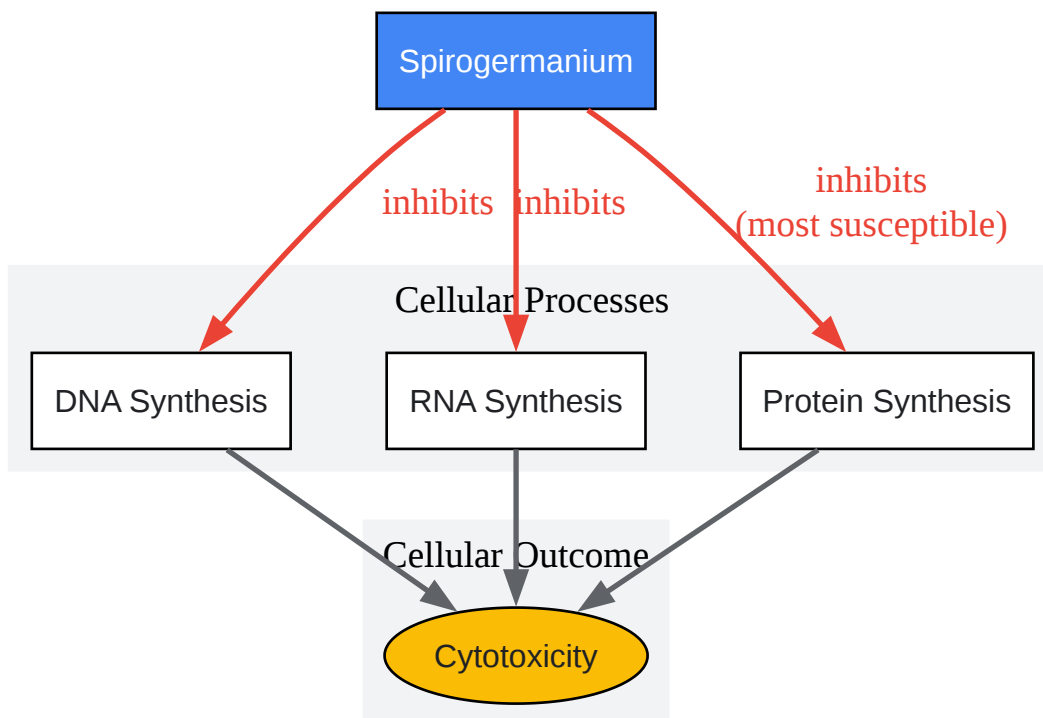 Spirogermanium
inhibits
inhibits
inhibits
(most susceptible)
Cellular Processes
DNA Synthesis
RNA Synthesis
Protein Synthesis
Cellular Outcome
Cytotoxicity